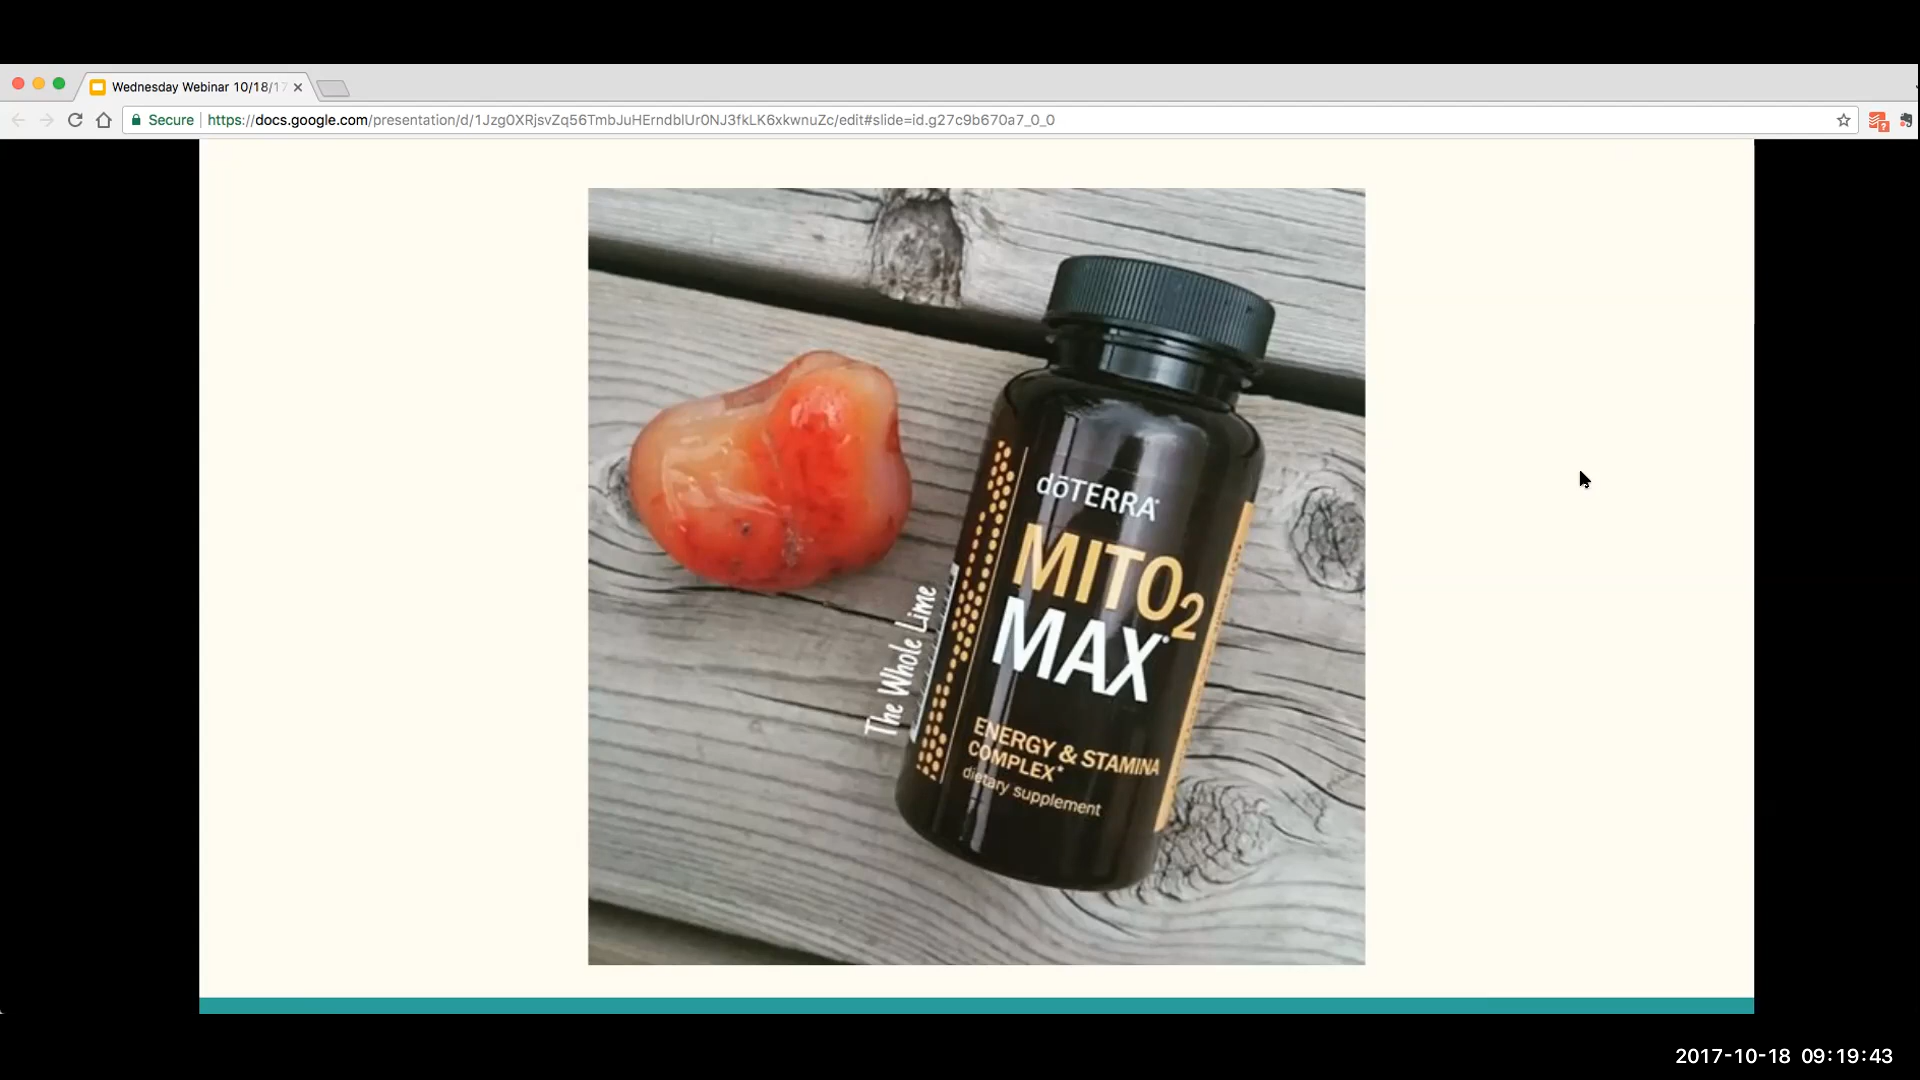 Wednesday Webinar 10/18/17
Secure
https://docs.google.com/presentation/d/1Jzg0XRjsvZq56TmbJuHErndblUr0NJ3fkLK6xkwnuZc/edit#slide=id.g27c9b670a7_0_0
dōTERRA
MITO2
MAX
ENERGY & STAMINA
COMPLEX*
dietary supplement
The Whole Lime
2017-10-18 09:19:43